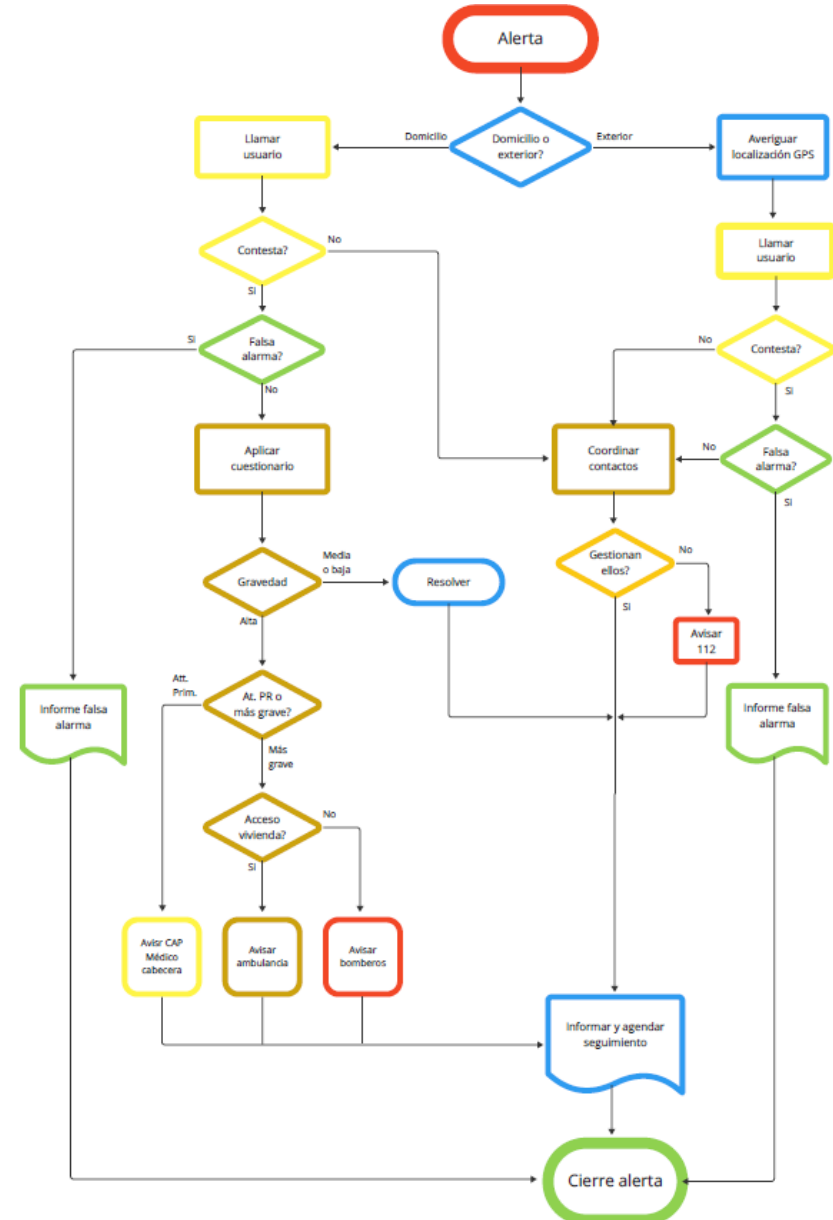 Alerta
Domicilio
Domicilio o
exterior?
Exterior
Llamar
usuario
Averiguar
localización GPS
Contesta?
No
Si
Llamar
usuario
Si
Falsa
alarma?
No
No
Contesta?
Si
Aplicar
cuestionario
Coordinar
contactos
No
Falsa
alarma?
Si
Gravedad
Media
o baja
Alta
Resolver
Gestionan
ellos?
No
Si
Avisar
112
Att.
Prim.
At. PR o
más grave?
Más
grave
Informe falsa
alarma
Informe falsa
alarma
Acceso
vivienda?
No
Si
Avisr CAP
Médico
cabecera
Avisar
ambulancia
Avisar
bomberos
Informar y agendar
seguimiento
Cierre alerta